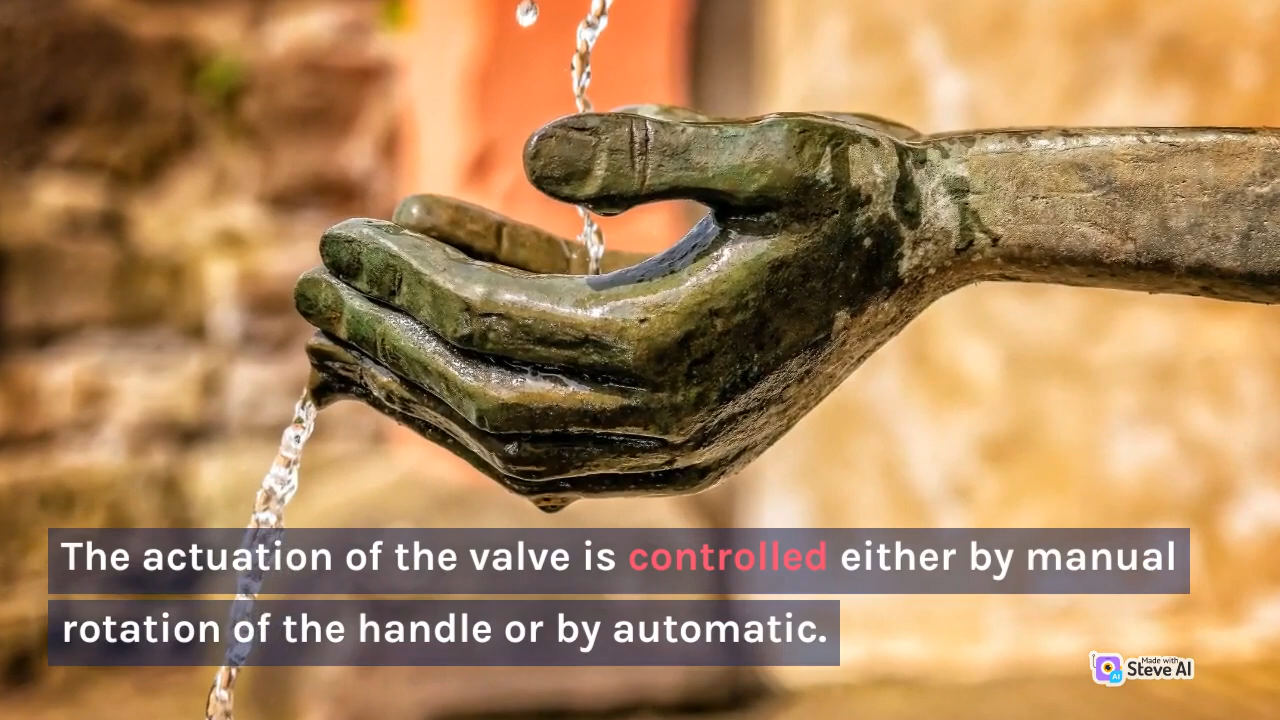 The actuation of the valve is controlled either by manual
rotation of the handle or by automatic.
Made with
Steve AI
AI